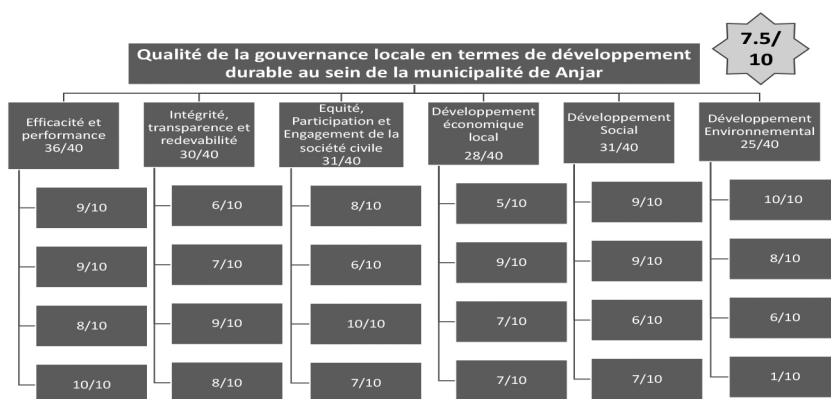 Qualité de la gouvernance locale en termes de développement
durable au sein de la municipalité de Anjar
7.5/
10
Efficacité et
performance
36/40
9/10
9/10
8/10
10/10
Intégrité,
transparence et
redevabilité
30/40
6/10
7/10
9/10
8/10
Equité,
Participation et
Engagement de la
société civile
31/40
8/10
6/10
10/10
7/10
Développement
économique
local
28/40
5/10
9/10
7/10
7/10
Développement
Social
31/40
9/10
9/10
6/10
7/10
Développement
Environnemental
25/40
10/10
8/10
6/10
1/10